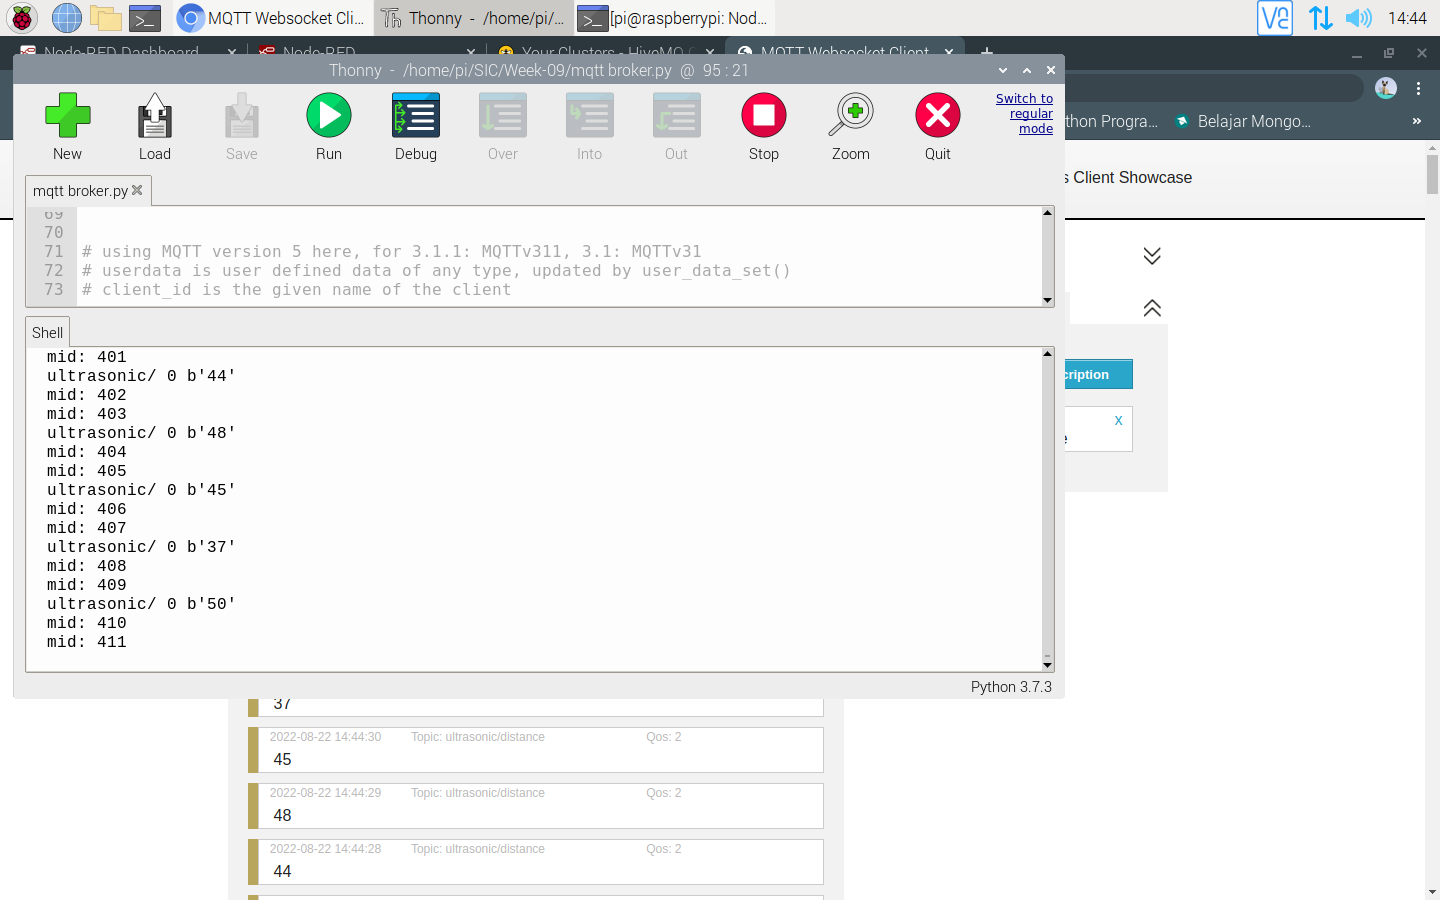 MQTT Websocket Cli...
Thonny - /home/pi/...
[pi@raspberrypi: Nod...
14:44
Node-RED Dashboard
Node-RED
Your Clusters - HiveMQ
MQTT Websocket Client
Thonny - /home/pi/SIC/Week-09/mqtt broker.py @ 95 : 21
New
Load
Save
Run
Debug
Over
Into
Out
Stop
Zoom
Quit
Switch to
regular
mode
thon Progra...
Belajar Mongo...
»
s Client Showcase
mqtt broker.py
69
70
71 # using MQTT version 5 here, for 3.1.1: MQTTv311, 3.1: MQTTv31
72 # userdata is user defined data of any type, updated by user_data_set()
73 # client_id is the given name of the client
Shell
mid: 401
ultrasonic/ 0 b'44'
mid: 402
mid: 403
ultrasonic/ 0 b'48'
mid: 404
mid: 405
ultrasonic/ 0 b'45'
mid: 406
mid: 407
ultrasonic/ 0 b'37'
mid: 408
mid: 409
ultrasonic/ 0 b'50'
mid: 410
mid: 411
cription
x
e
Python 3.7.3
37
2022-08-22 14:44:30 Topic: ultrasonic/distance Qos: 2
45
2022-08-22 14:44:29 Topic: ultrasonic/distance Qos: 2
48
2022-08-22 14:44:28 Topic: ultrasonic/distance Qos: 2
44